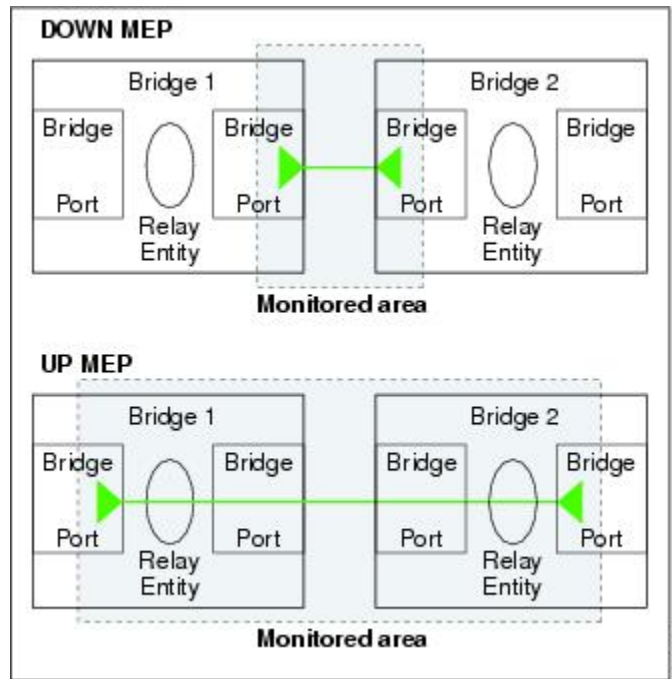 DOWN MEP
Bridge 1
Bridge 2
Bridge
Port
Relay
Entity
Bridge
Port
Bridge
Port
Relay
Entity
Bridge
Port
Monitored area
UP MEP
Bridge 1
Bridge 2
Bridge
Port
Relay
Entity
Bridge
Port
Bridge
Port
Relay
Entity
Bridge
Port
Monitored area